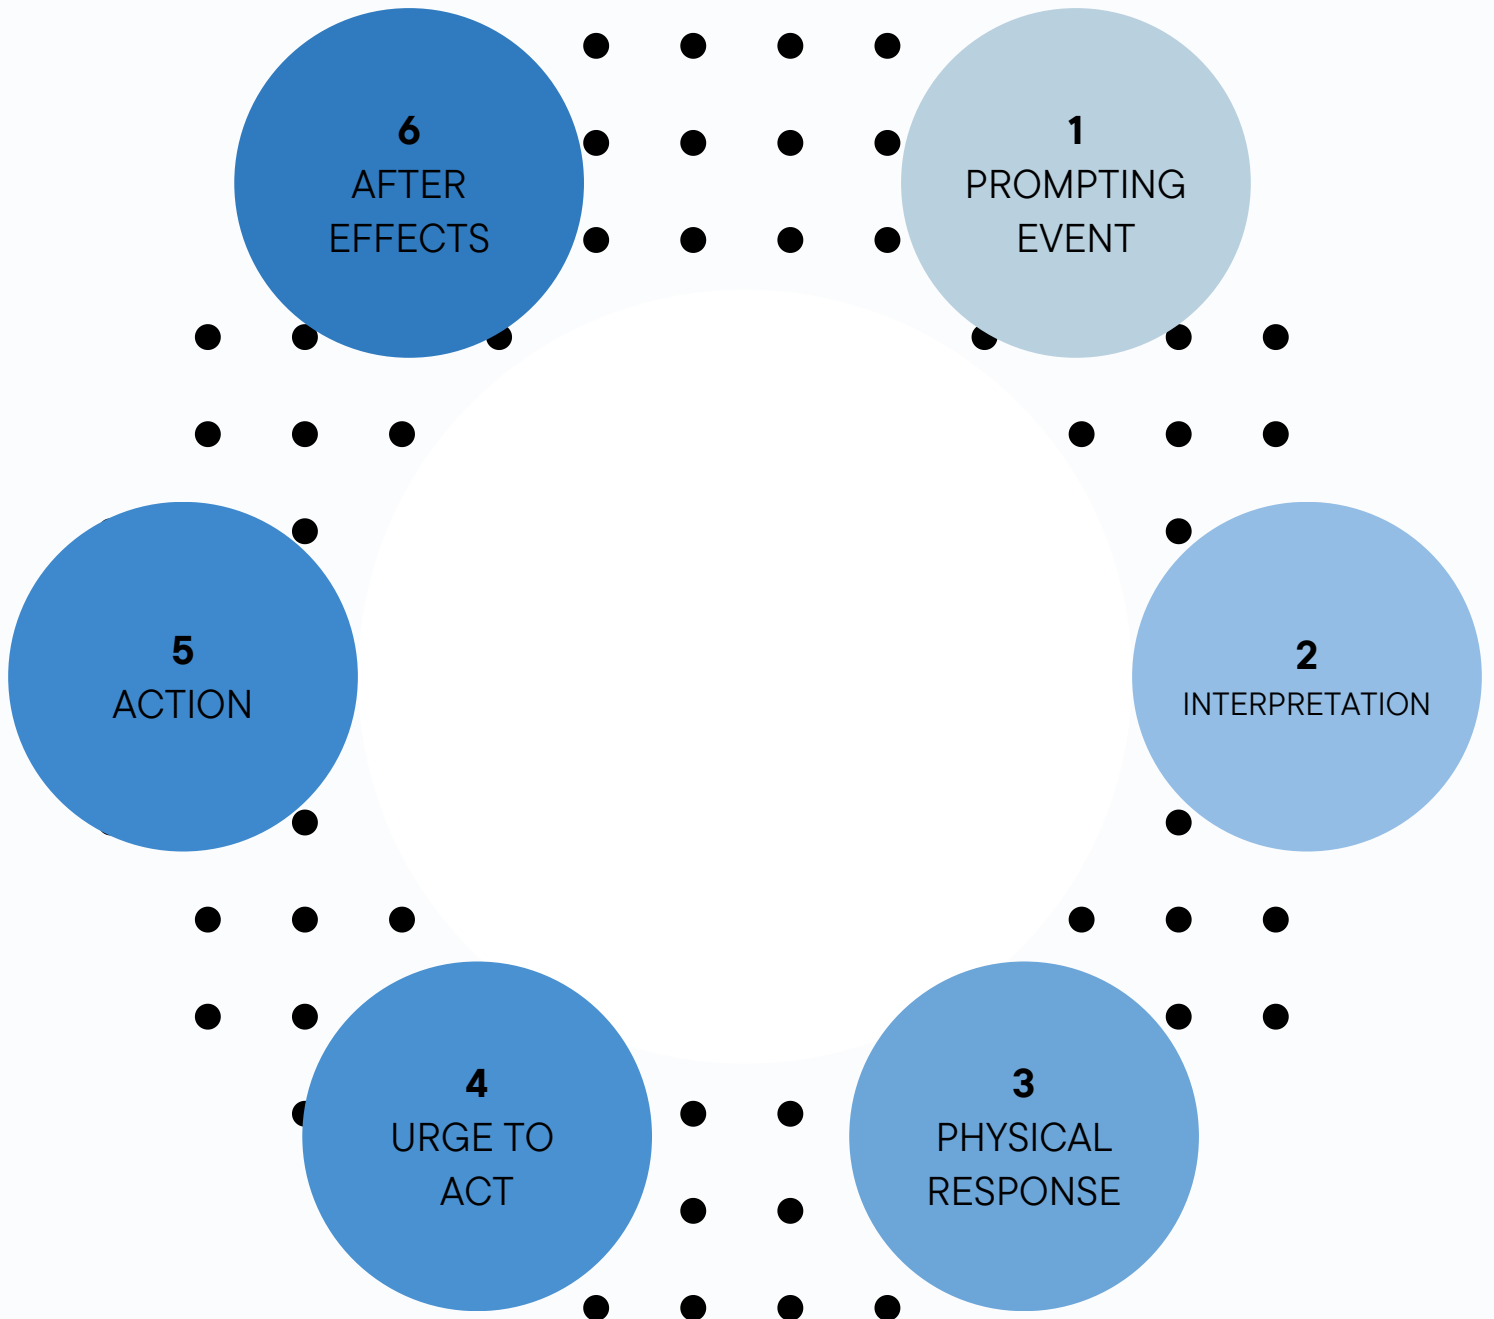 1
PROMPTING
EVENT
2
INTERPRETATION
3
PHYSICAL
RESPONSE
4
URGE TO
ACT
5
ACTION
6
AFTER
EFFECTS